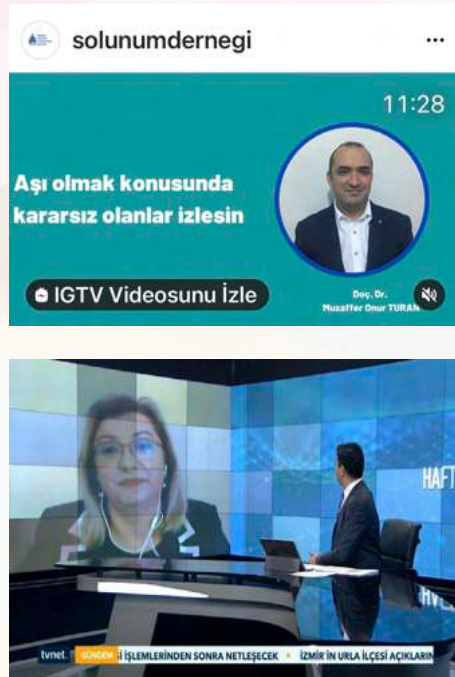 solunumdernegi
11:28
Aşı olmak konusunda
kararsız olanlar izlesin
IGTV Videosunu İzle
Doç. Dr.
Muzaffer Onur TURAN
HAFT
tvnet.
GÜNDEM
İ İŞLEMLERİNDEN SONRA NETLEŞECEK • İZMİR'İN URLA İLÇESİ AÇIKLARIN